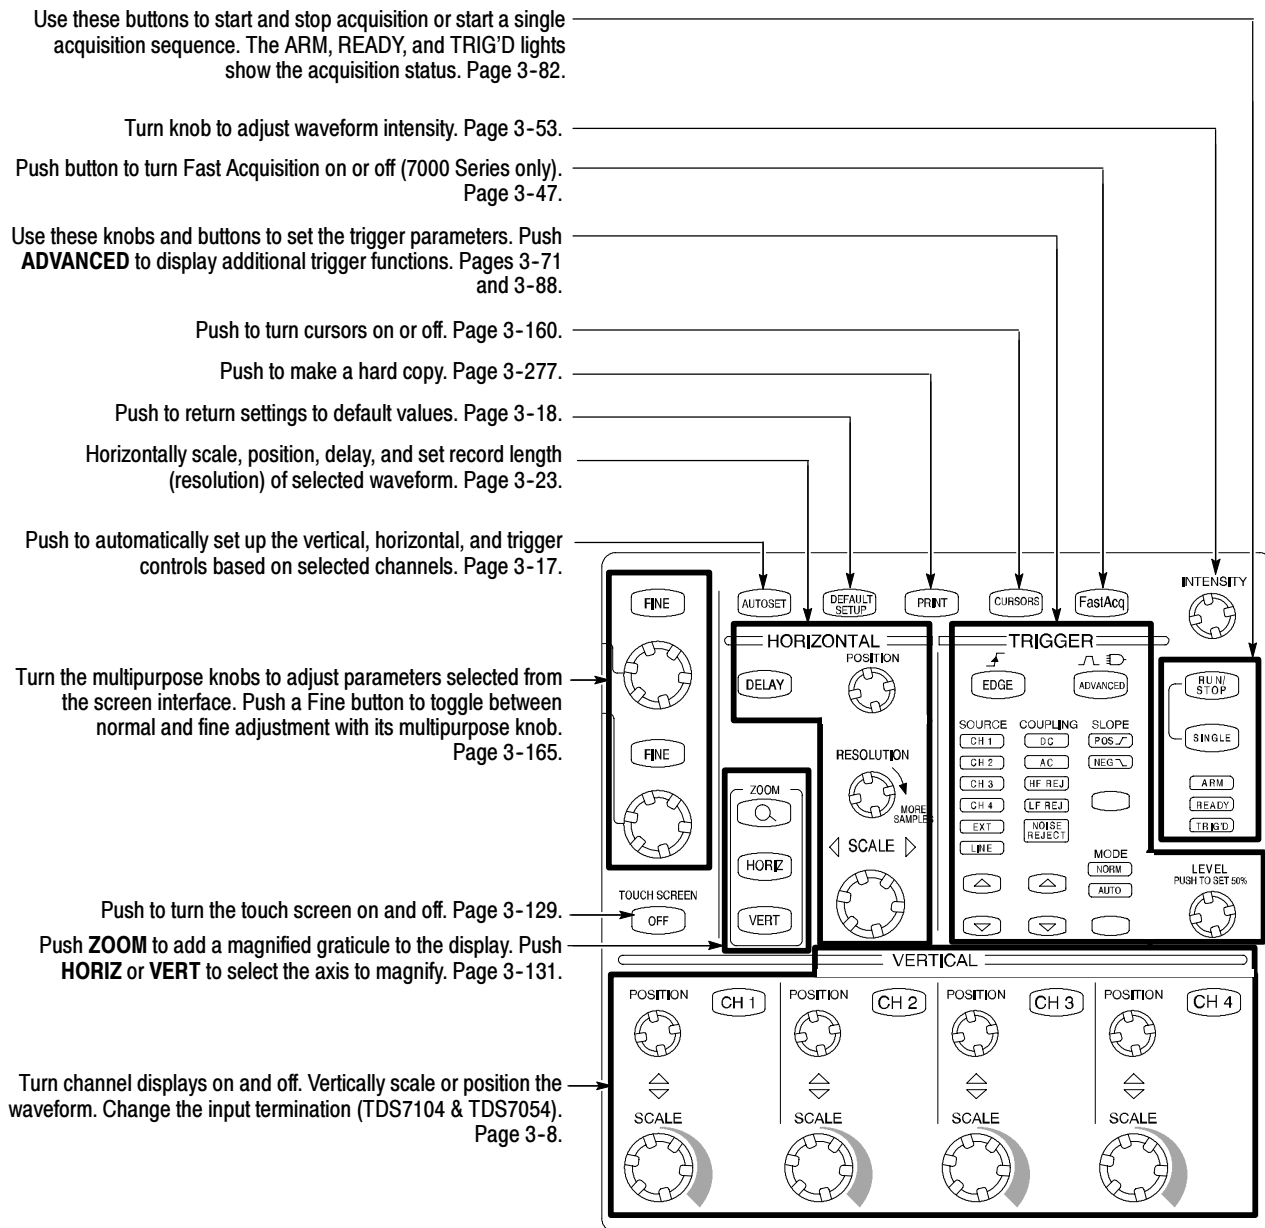 Use these buttons to start and stop acquisition or start a single
acquisition sequence. The ARM, READY, and TRIG'D lights
show the acquisition status. Page 3-82.
Turn knob to adjust waveform intensity. Page 3-53.
Push button to turn Fast Acquisition on or off (7000 Series only).
Page 3-47.
Use these knobs and buttons to set the trigger parameters. Push
ADVANCED to display additional trigger functions. Pages 3-71
and 3-88.
Push to turn cursors on or off. Page 3-160.
Push to make a hard copy. Page 3-277.
Push to return settings to default values. Page 3-18.
Horizontally scale, position, delay, and set record length
(resolution) of selected waveform. Page 3-23.
Push to automatically set up the vertical, horizontal, and trigger
controls based on selected channels. Page 3-17.
Turn the multipurpose knobs to adjust parameters selected from
the screen interface. Push a Fine button to toggle between
normal and fine adjustment with its multipurpose knob.
Page 3-165.
Push to turn the touch screen on and off. Page 3-129.
Push ZOOM to add a magnified graticule to the display. Push
HORIZ or VERT to select the axis to magnify. Page 3-131.
Turn channel displays on and off. Vertically scale or position the
waveform. Change the input termination (TDS7104 & TDS7054).
Page 3-8.
FINE
FINE
TOUCH SCREEN
OFF
AUTOSET
DEFAULT
SETUP
PRINT
CURSORS
FastAcq
INTENSITY
HORIZONTAL
POSITION
DELAY
RESOLUTION
MORE
SAMPLES
SCALE
ZOOM
HORIZ
VERT
TRIGGER
EDGE
ADVANCED
SOURCE
CH 1
CH 2
CH 3
CH 4
EXT
LINE
COUPLING
DC
AC
HF REJ
LF REJ
NOISE
REJECT
SLOPE
POS
NEG
MODE
NORM
AUTO
RUN/
STOP
SINGLE
ARM
READY
TRIG'D
LEVEL
PUSH TO SET 50%
VERTICAL
POSITION
CH 1
POSITION
CH 2
POSITION
CH 3
POSITION
CH 4
SCALE
SCALE
SCALE
SCALE